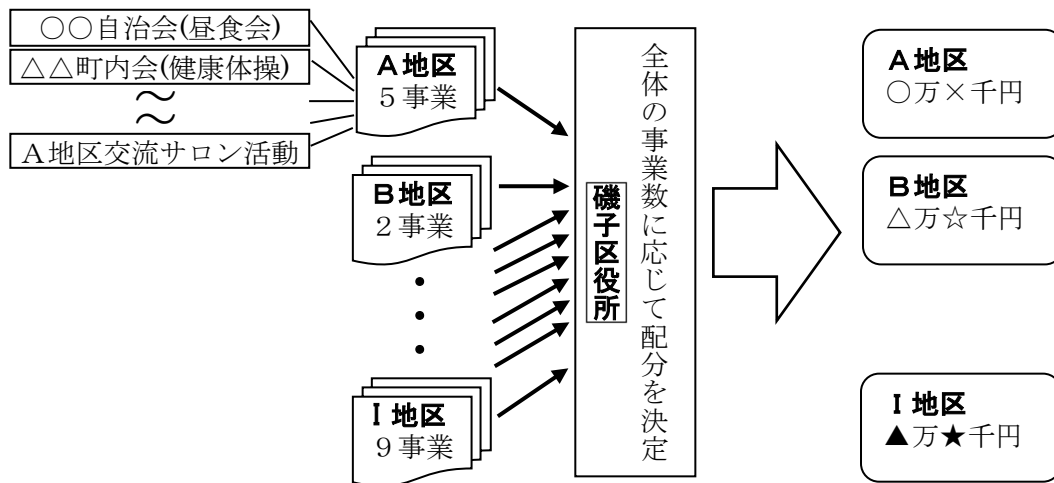 ○○自治会(昼食会)
△△町内会(健康体操)
～
～
A地区交流サロン活動
A地区
5事業
B地区
2事業
・
・
・
I地区
9事業
全体の事業数に応じて配分を決定
磯子区役所
A地区
○万×千円
B地区
△万☆千円
I地区
▲万★千円